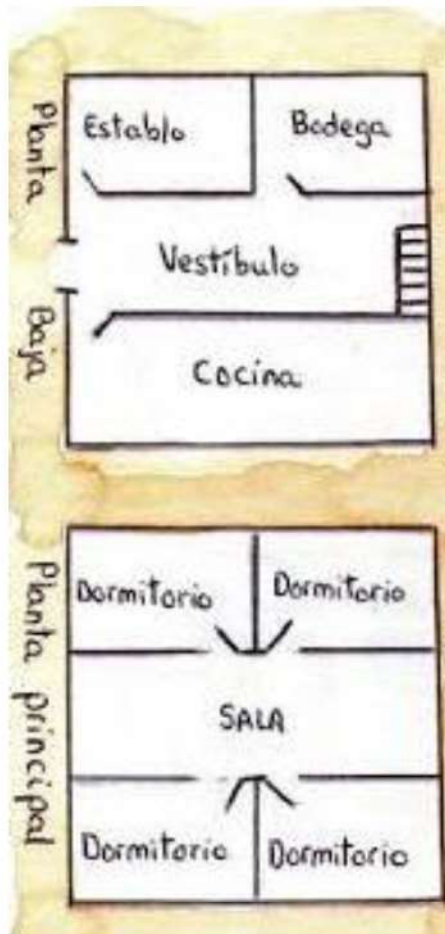 Planta Baja
Establo
Bodega
Vestíbulo
Cocina
Planta principal
Dormitorio
Dormitorio
SALA
Dormitorio
Dormitorio